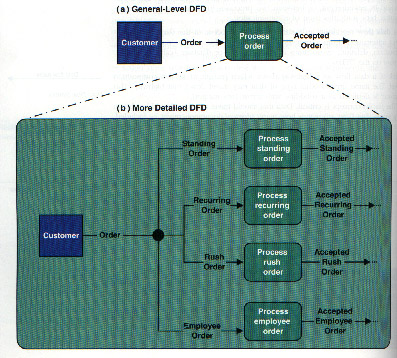 (a) General-Level DFD
Customer
Order
Process
order
Accepted
Order
(b) More Detailed DFD
Standing
Order
Process
standing
order
Accepted
Standing
Order
Recurring
Order
Process
recurring
order
Accepted
Recurring
Order
Customer
Order
Rush
Order
Process
rush
order
Accepted
Rush
Order
Employee
Order
Process
employee
order
Accepted
Employee
Order